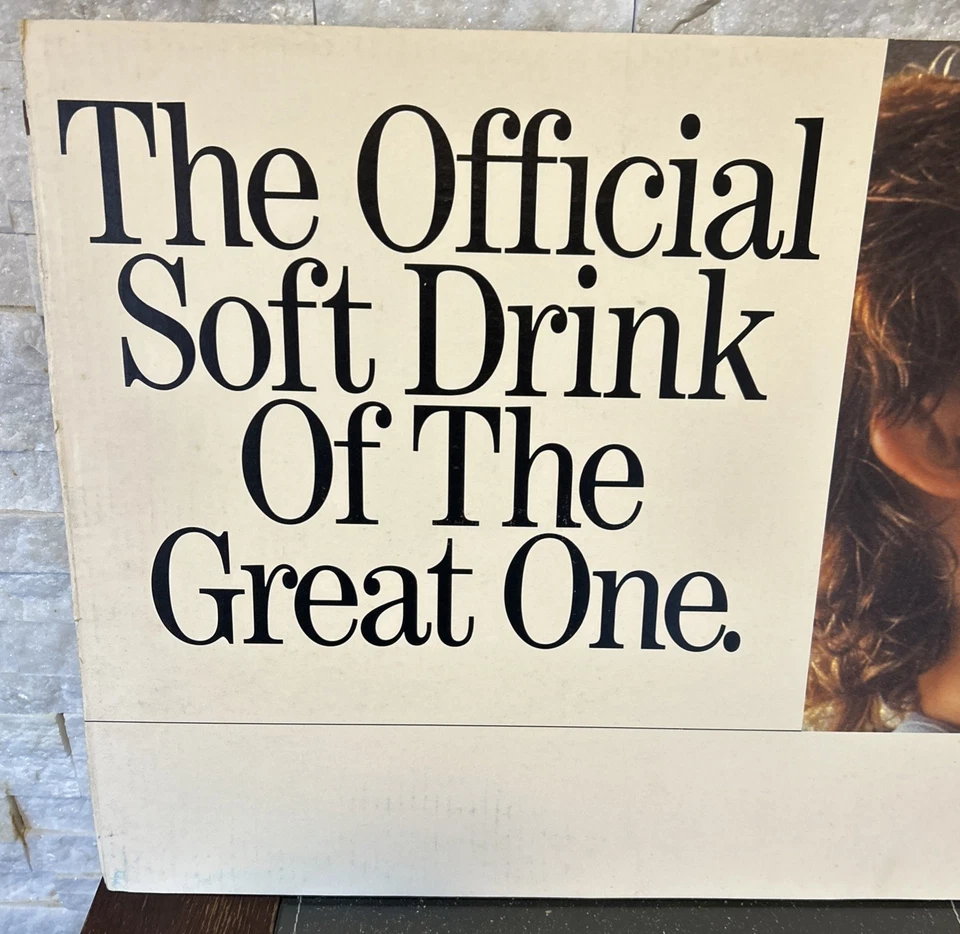 The Official
Soft Drink
Of The
Great One.